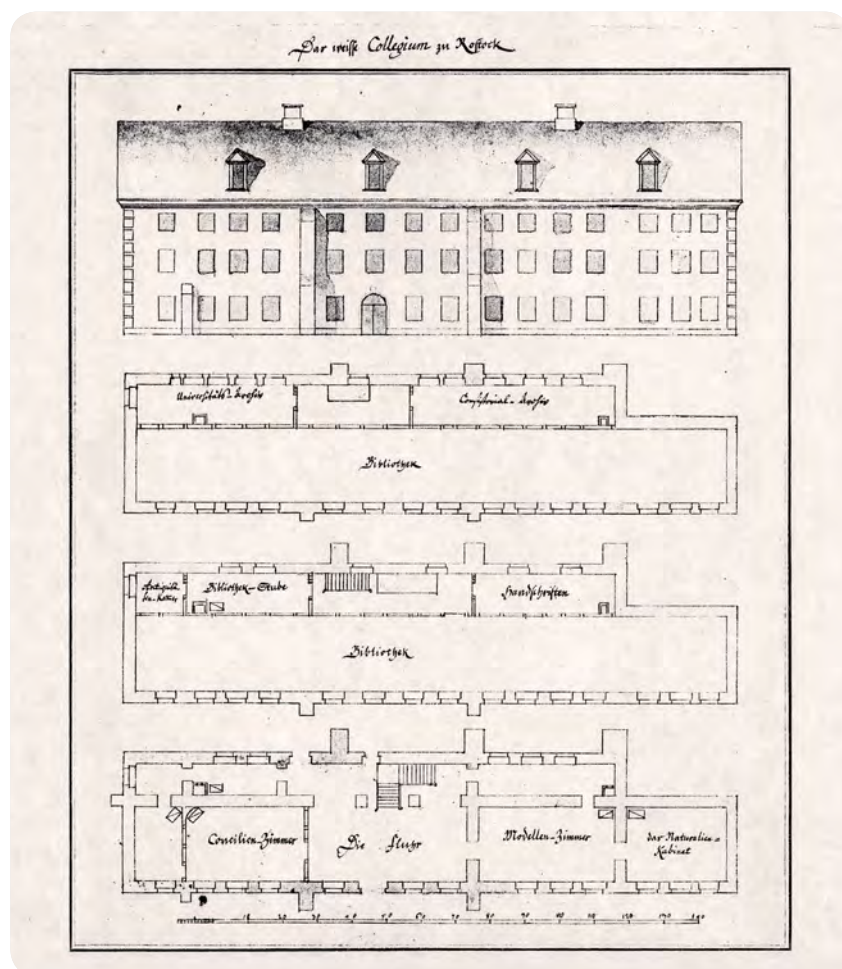 Das weisse Collegium zu Rostock
Universitäts-Archiv
Consistorial-Archiv
Bibliothek
Bibliothek-Stube
Handschriften
Bibliothek
Concilien-Zimmer
Die Fluhr
Modellen-Zimmer
das Naturalien-
Kabinet